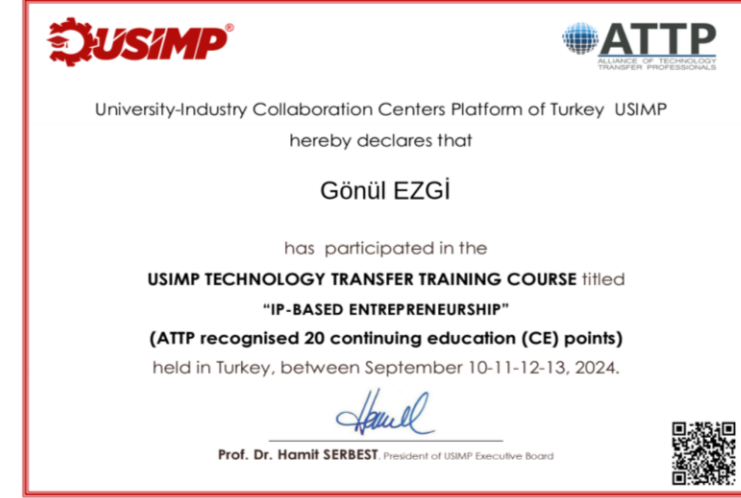 USIMP®
ATTP
ALLIANCE OF TECHNOLOGY
TRANSFER PROFESSIONALS
University-Industry Collaboration Centers Platform of Turkey USIMP
hereby declares that
Gönül EZGİ
has participated in the
USIMP TECHNOLOGY TRANSFER TRAINING COURSE titled
“IP-BASED ENTREPRENEURSHIP”
(ATTP recognised 20 continuing education (CE) points)
held in Turkey, between September 10-11-12-13, 2024.
Prof. Dr. Hamit SERBEST, President of USIMP Executive Board